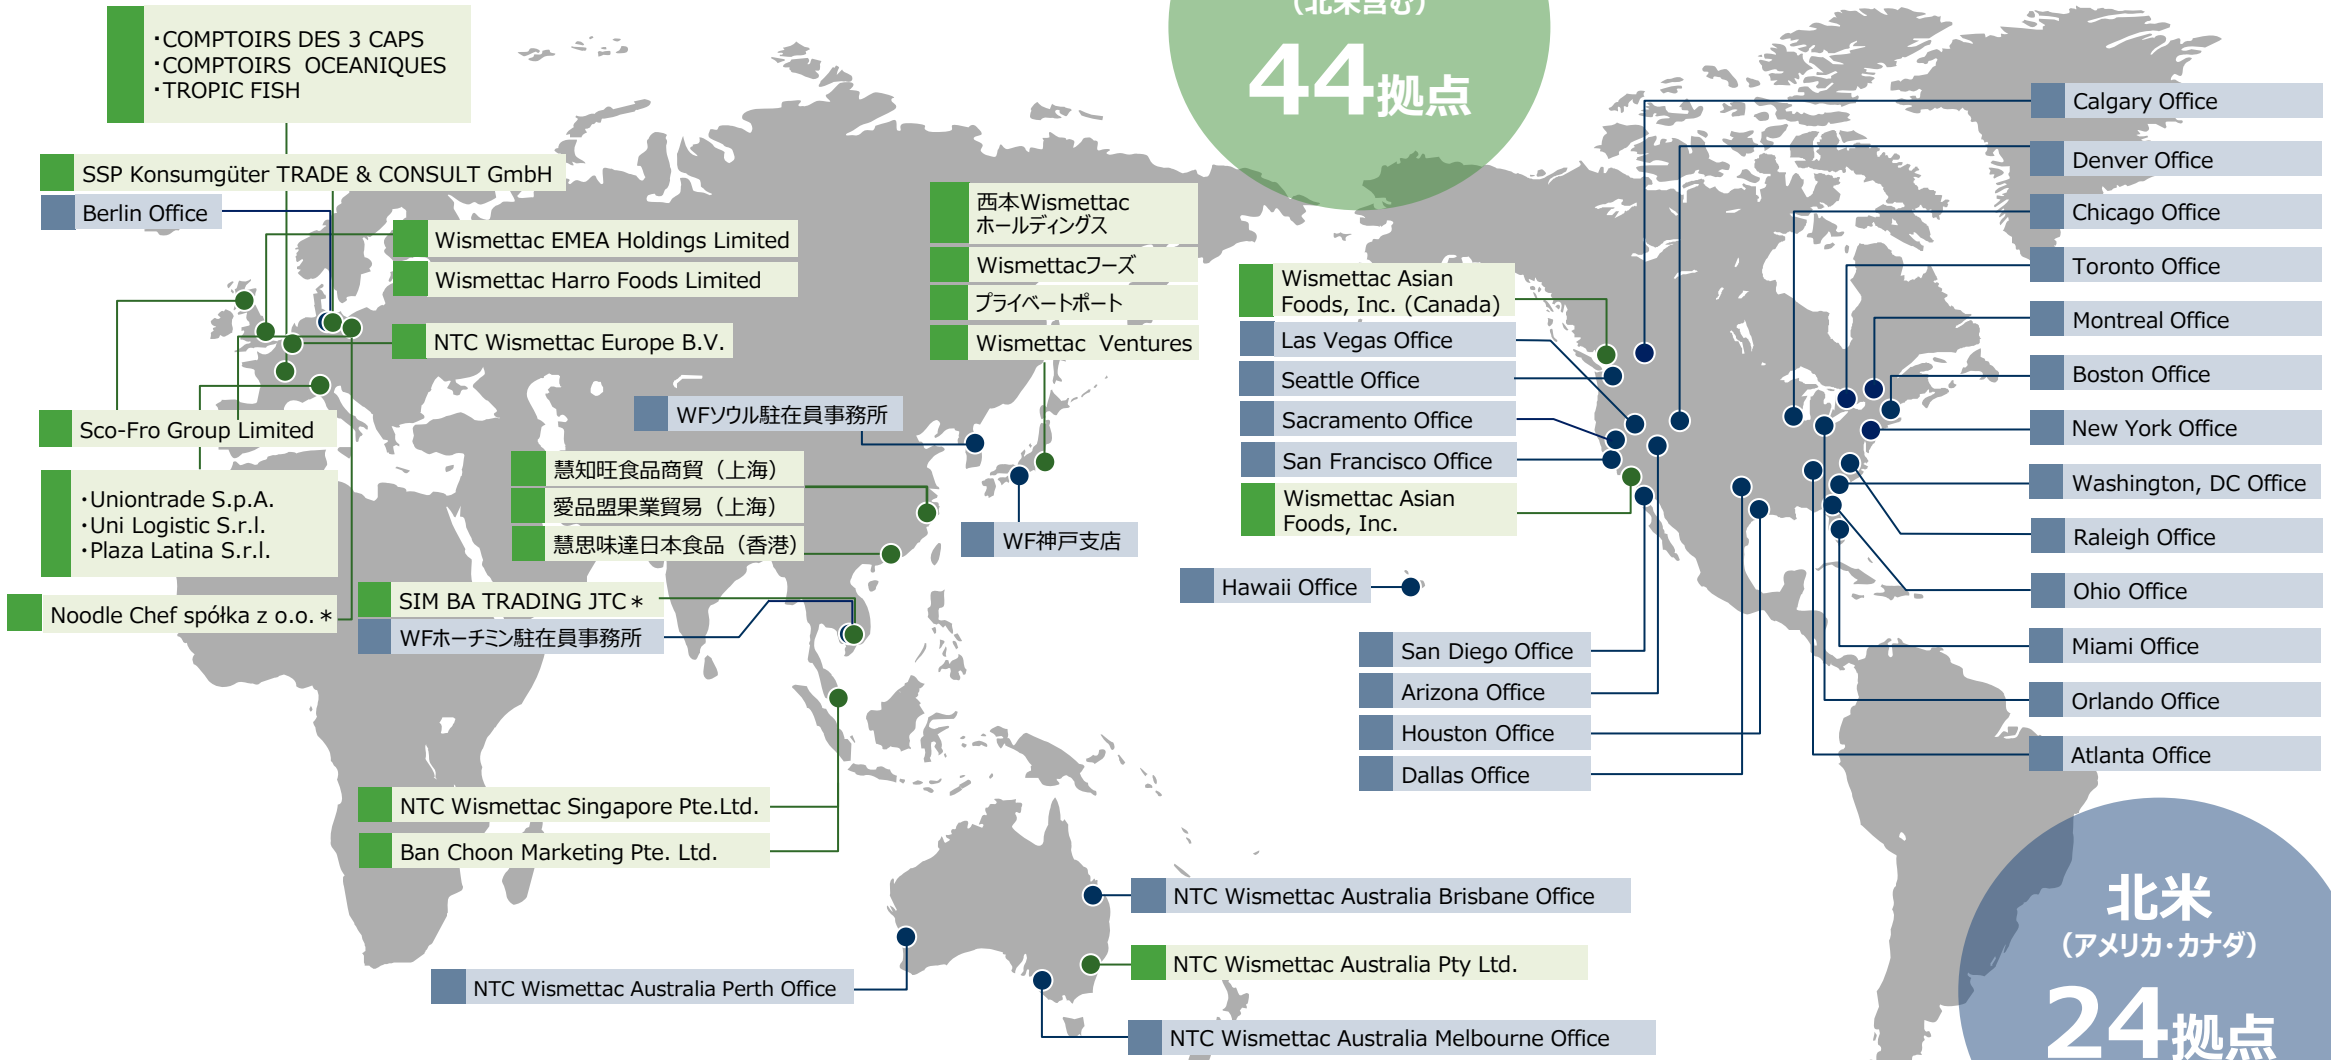 ・COMPTOIRS DES 3 CAPS
・COMPTOIRS OCEANIQUES
・TROPIC FISH
SSP Konsumgüter TRADE & CONSULT GmbH
Berlin Office
Wismettac EMEA Holdings Limited
Wismettac Harro Foods Limited
NTC Wismettac Europe B.V.
Sco-Fro Group Limited
・Uniontrade S.p.A.
・Uni Logistic S.r.l.
・Plaza Latina S.r.l.
Noodle Chef spółka z o.o.＊
西本Wismettac
ホールディングス
Wismettacフーズ
プライベートポート
Wismettac Ventures
WFソウル駐在員事務所
慧知旺食品商貿（上海）
愛品盟果業貿易（上海）
慧思味達日本食品（香港）
WF神戸支店
SIM BA TRADING JTC＊
WFホーチミン駐在員事務所
NTC Wismettac Singapore Pte.Ltd.
Ban Choon Marketing Pte. Ltd.
NTC Wismettac Australia Brisbane Office
NTC Wismettac Australia Pty Ltd.
NTC Wismettac Australia Perth Office
NTC Wismettac Australia Melbourne Office
（北米含む）
44拠点
Wismettac Asian
Foods, Inc. (Canada)
Las Vegas Office
Seattle Office
Sacramento Office
San Francisco Office
Wismettac Asian
Foods, Inc.
Hawaii Office
San Diego Office
Arizona Office
Houston Office
Dallas Office
Calgary Office
Denver Office
Chicago Office
Toronto Office
Montreal Office
Boston Office
New York Office
Washington, DC Office
Raleigh Office
Ohio Office
Miami Office
Orlando Office
Atlanta Office
北米
（アメリカ・カナダ）
24拠点